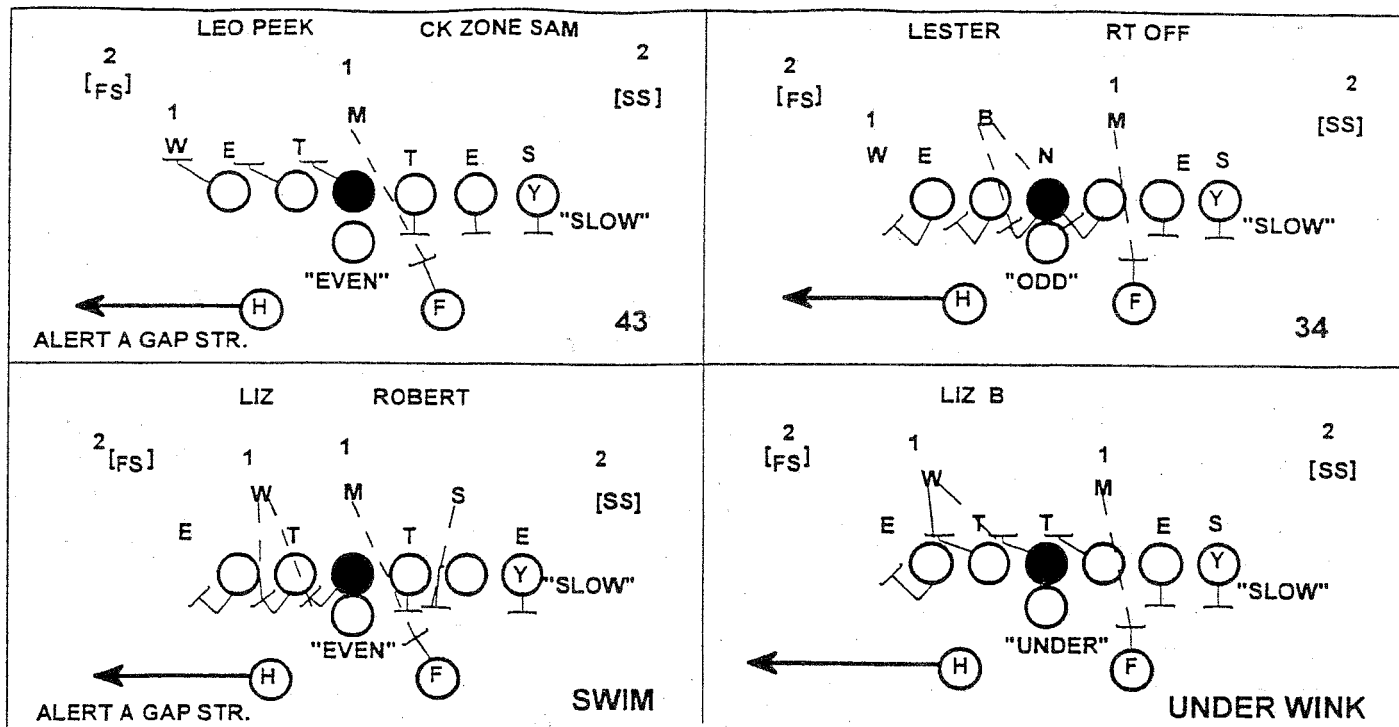 LEO PEEK CK ZONE SAM
2 1 2
[FS] [SS]
1 M
W E T T E S
Y
"SLOW"
"EVEN"
H F 43
ALERT A GAP STR.
LESTER RT OFF
2 1 2
[FS] [SS]
1 B M
W E N E S
Y
"SLOW"
"ODD"
H F 34
LIZ ROBERT
2 [FS] 1 1 2
W M S [SS]
E T T E
Y "SLOW"
"EVEN"
H F SWIM
ALERT A GAP STR.
LIZ B
2 1 1 2
[FS] [SS]
W M
E T T E S
Y
"SLOW"
"UNDER"
H F
UNDER WINK